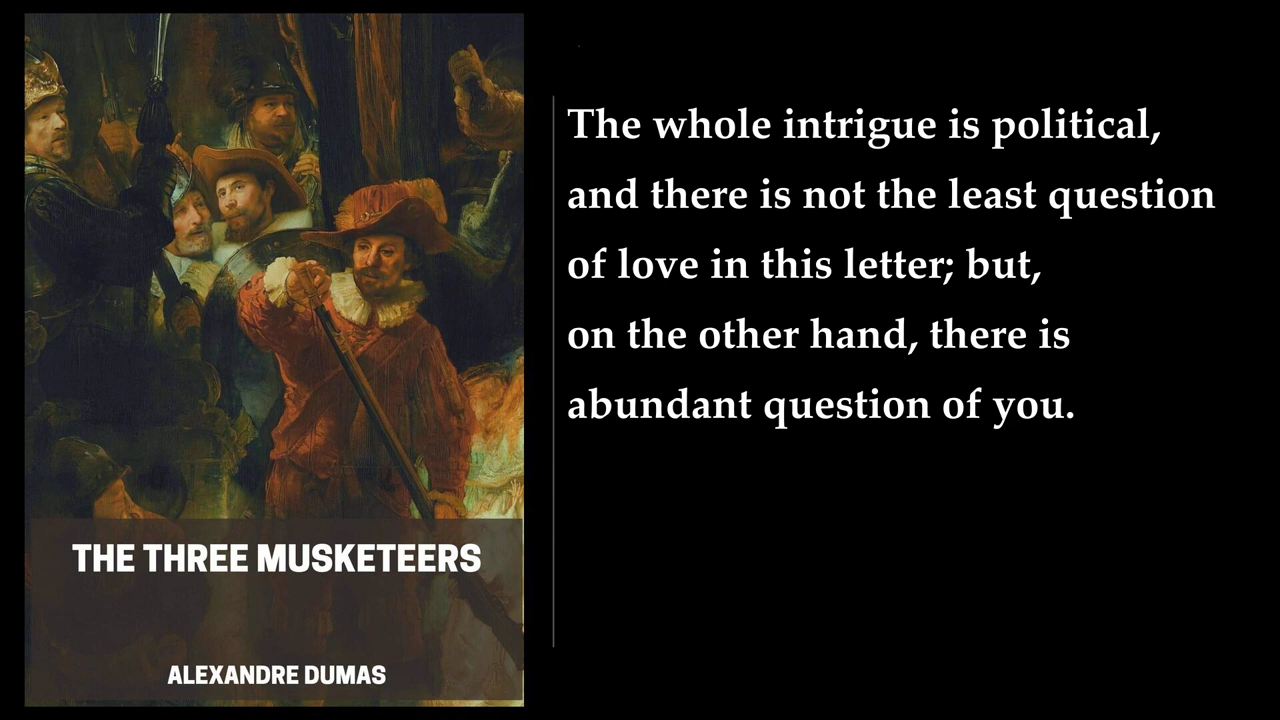 THE THREE MUSKETEERS
ALEXANDRE DUMAS
The whole intrigue is political,
and there is not the least question
of love in this letter; but,
on the other hand, there is
abundant question of you.